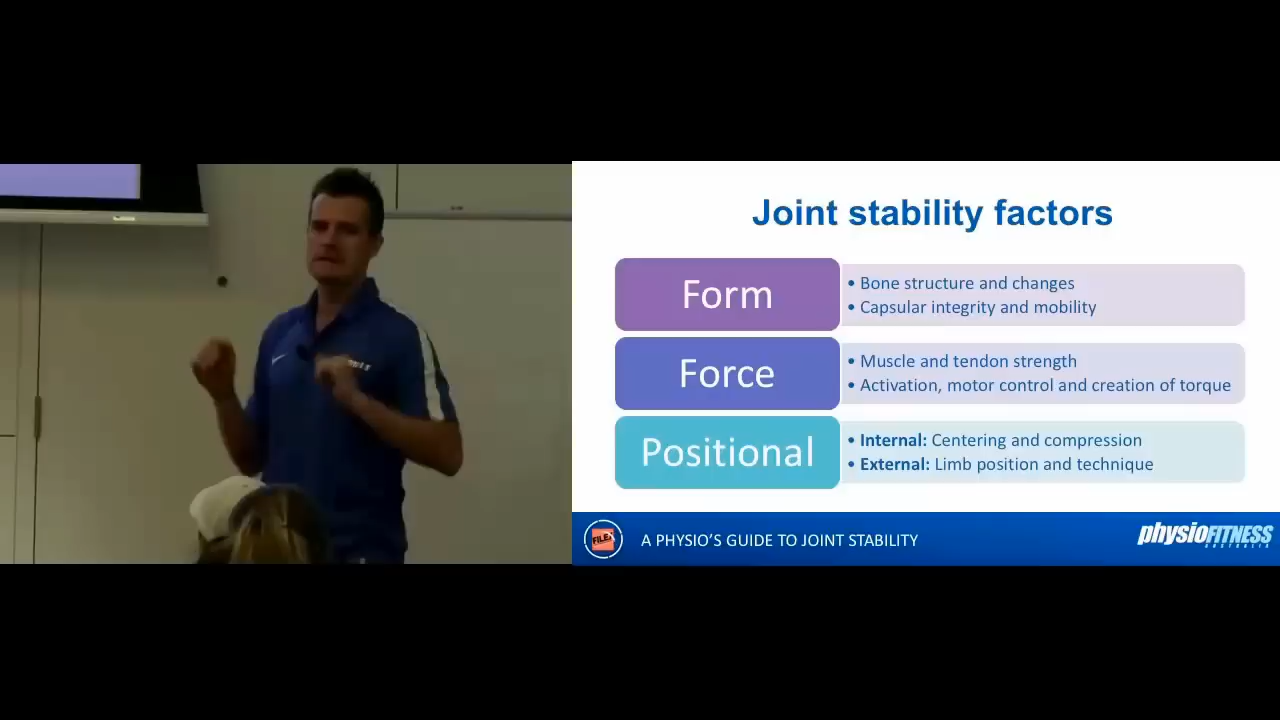 Joint stability factors
Form
• Bone structure and changes
• Capsular integrity and mobility
Force
• Muscle and tendon strength
• Activation, motor control and creation of torque
Positional
• Internal: Centering and compression
• External: Limb position and technique
FILEX
A PHYSIO'S GUIDE TO JOINT STABILITY
physioFITNESS
AUSTRALIA